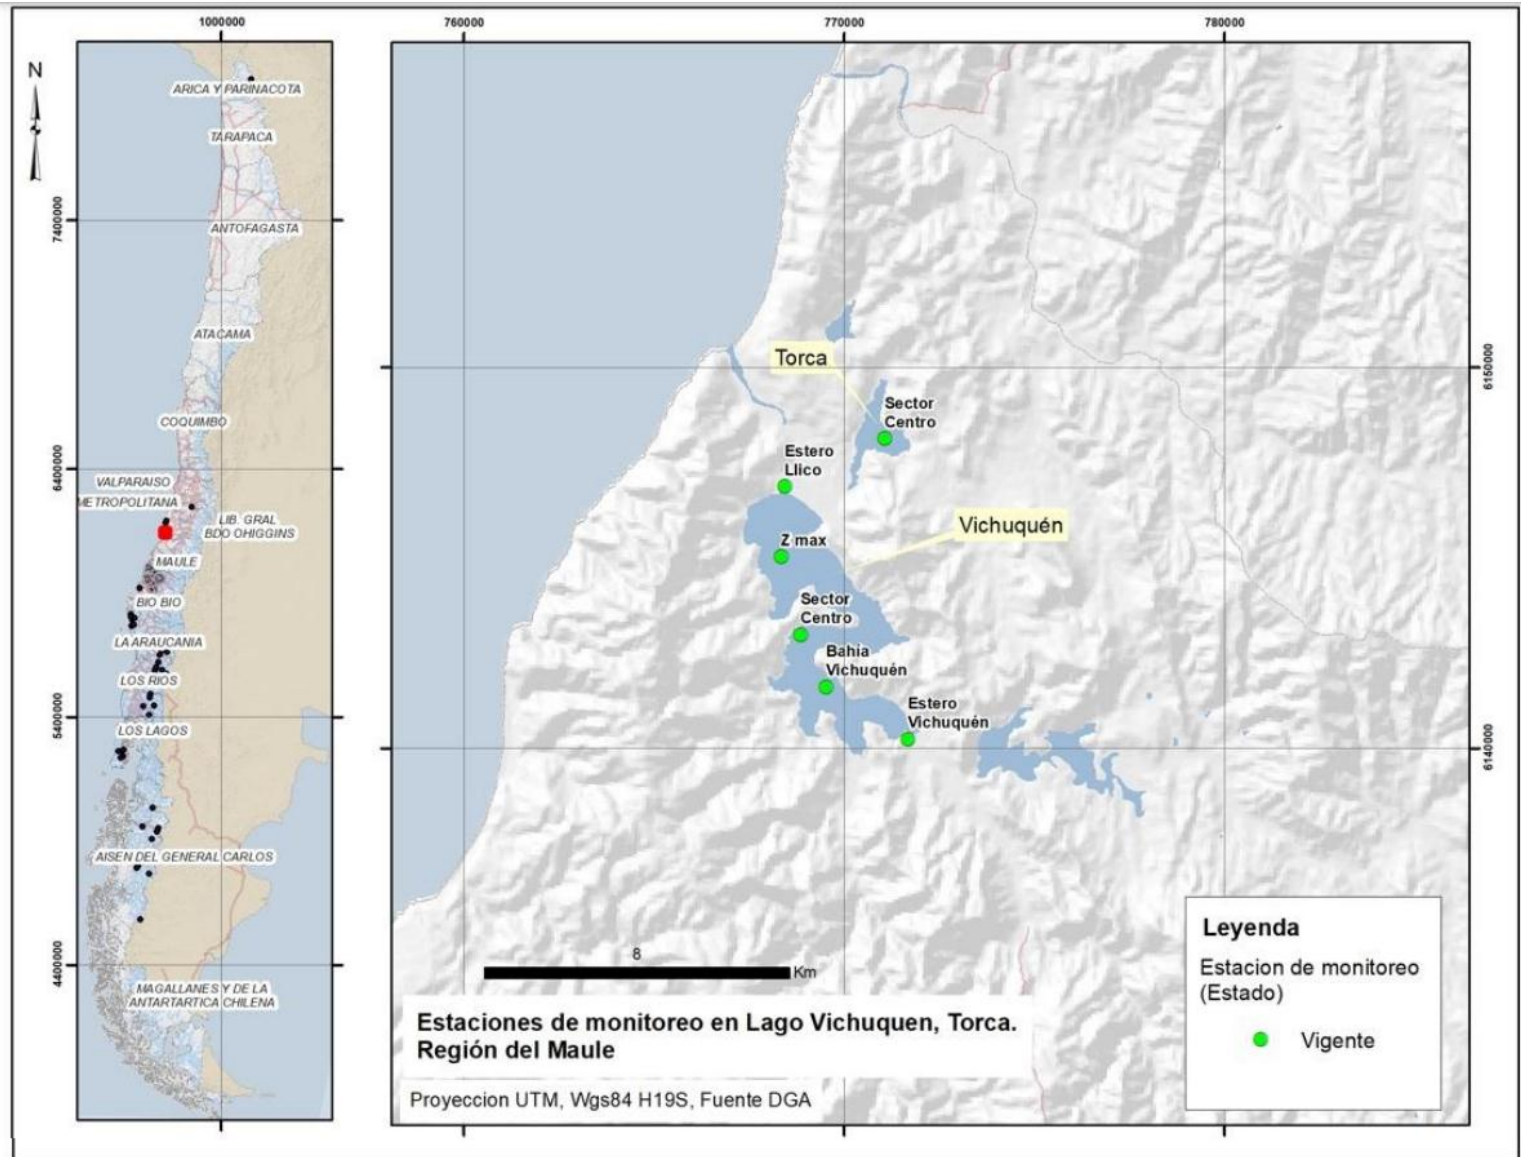 1000000
760000
770000
780000
N
ARICA Y PARINACOTA
TARAPACA
7400000
ANTOFAGASTA
ATACAMA
COQUIMBO
6400000
VALPARAISO
METROPOLITANA
LIB. GRAL
BDO OHIGGINS
MAULE
BIO BIO
LA ARAUCANIA
LOS RIOS
5400000
LOS LAGOS
AISEN DEL GENERAL CARLOS
4400000
MAGALLANES Y DE LA
ANTARTARTICA CHILENA
Torca
6150000
Sector
Centro
Estero
Llico
Vichuquén
Z max
Sector
Centro
Bahia
Vichuquén
Estero
Vichuquén
6140000
8
Km
Estaciones de monitoreo en Lago Vichuquen, Torca.
Región del Maule
Proyeccion UTM, Wgs84 H19S, Fuente DGA
Leyenda
Estacion de monitoreo
(Estado)
Vigente